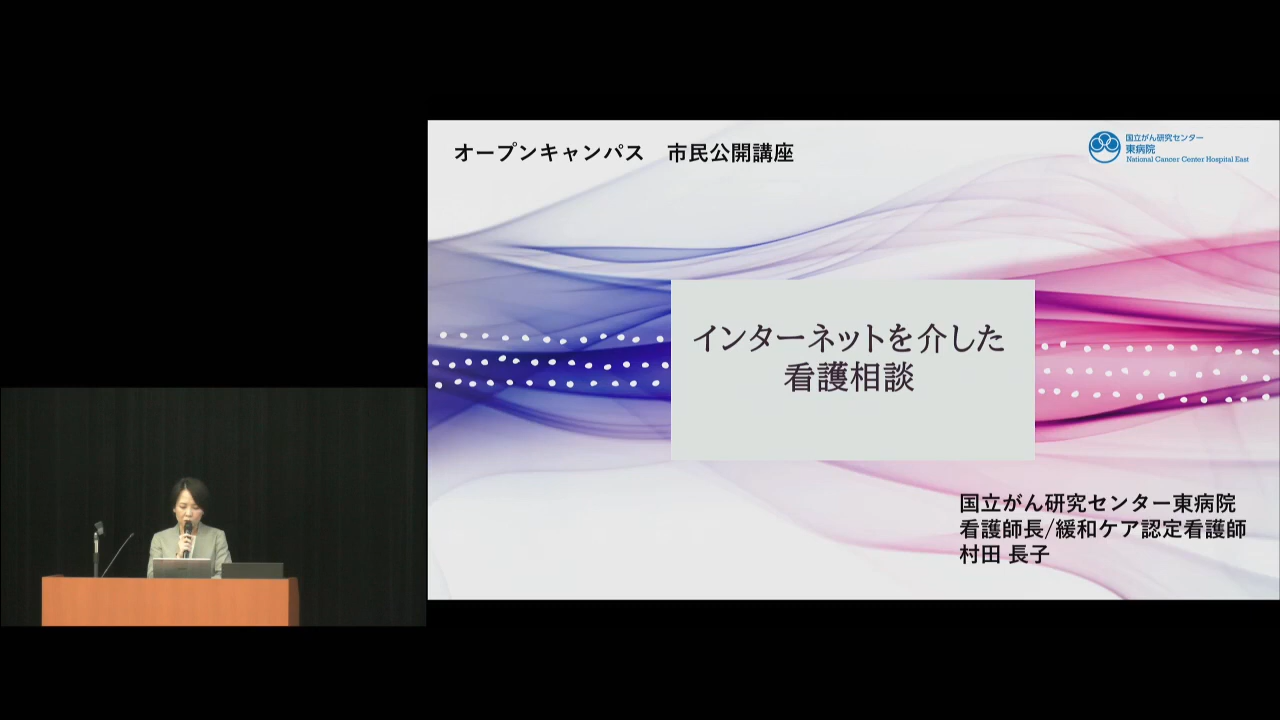 オープンキャンパス　市民公開講座
国立がん研究センター
東病院
National Cancer Center Hospital East
インターネットを介した
看護相談
国立がん研究センター東病院
看護師長/緩和ケア認定看護師
村田 長子